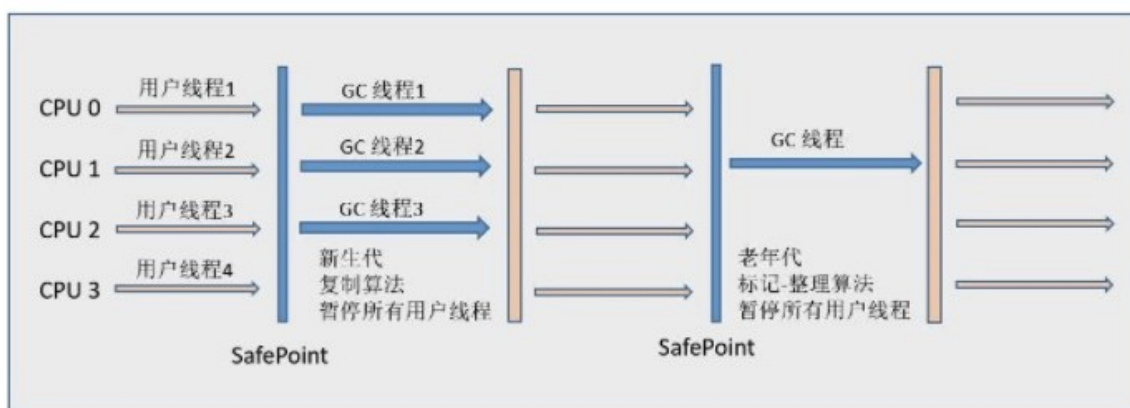 CPU 0
用户线程1
GC 线程1
CPU 1
用户线程2
GC 线程2
GC 线程
CPU 2
用户线程3
GC 线程3
CPU 3
用户线程4
新生代
复制算法
暂停所有用户线程
老年代
标记-整理算法
暂停所有用户线程
SafePoint
SafePoint